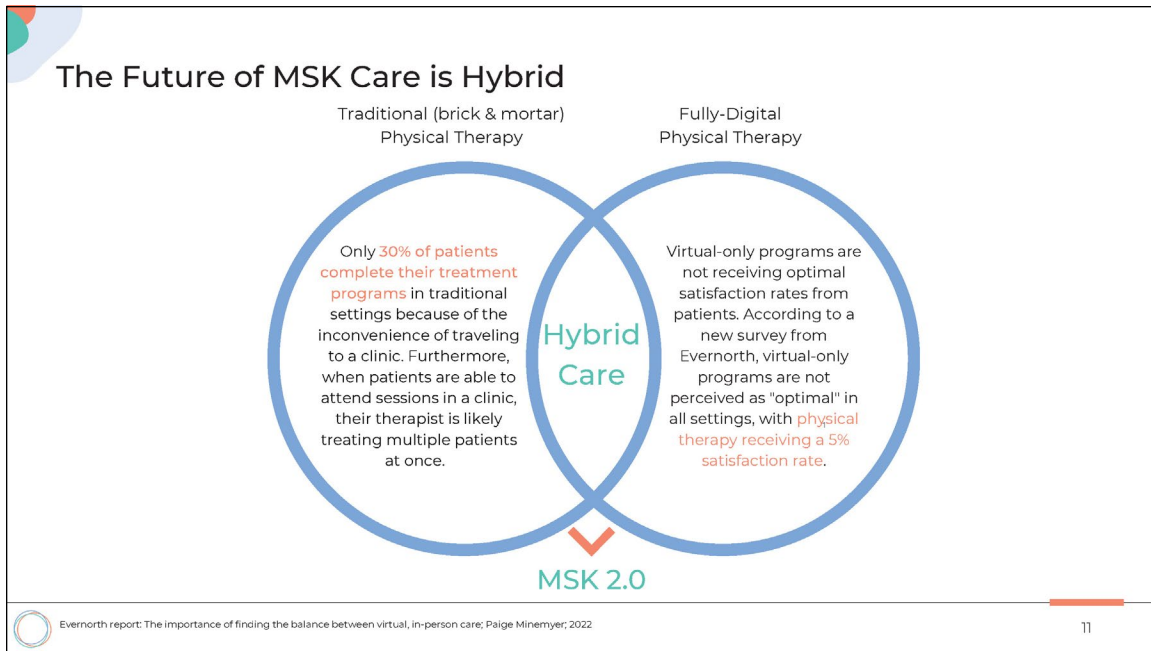 The Future of MSK Care is Hybrid
Traditional (brick & mortar)
Physical Therapy
Fully-Digital
Physical Therapy
Only 30% of patients
complete their treatment
programs in traditional
settings because of the
inconvenience of traveling
to a clinic. Furthermore,
when patients are able to
attend sessions in a clinic,
their therapist is likely
treating multiple patients
at once.
Hybrid
Care
Virtual-only programs are
not receiving optimal
satisfaction rates from
patients. According to a
new survey from
Evernorth, virtual-only
programs are not
perceived as "optimal" in
all settings, with physical
therapy receiving a 5%
satisfaction rate.
MSK 2.0
Evernorth report: The importance of finding the balance between virtual, in-person care; Paige Minemyer; 2022
11